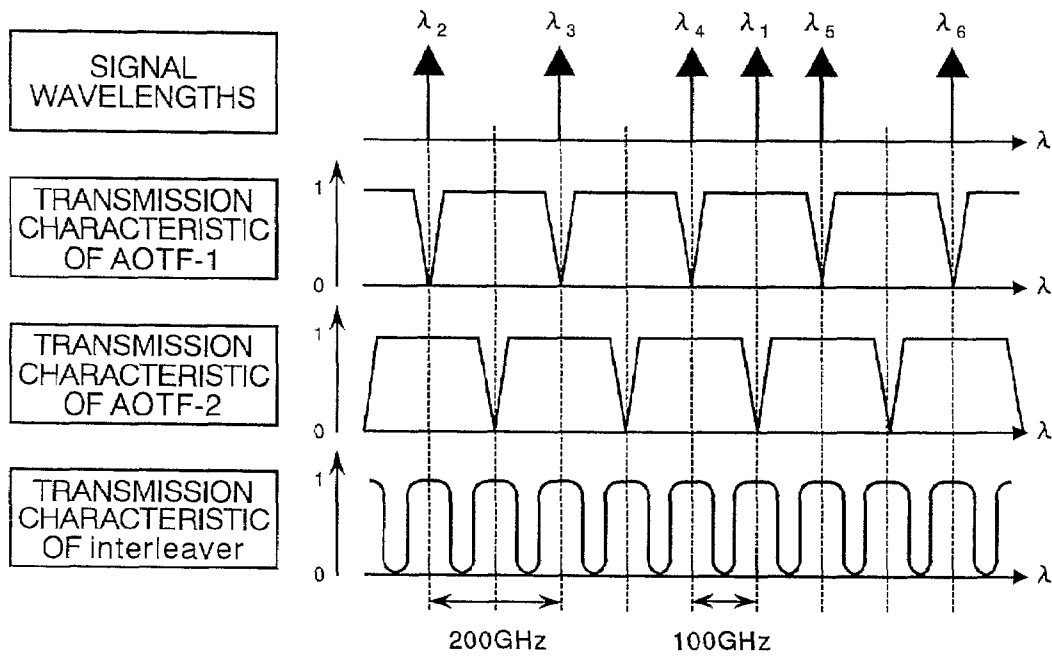 λ2 λ3 λ4 λ1 λ5 λ6
SIGNAL
WAVELENGTHS
λ
TRANSMISSION
CHARACTERISTIC
OF AOTF-1
1
0
λ
TRANSMISSION
CHARACTERISTIC
OF AOTF-2
1
0
λ
TRANSMISSION
CHARACTERISTIC
OF interleaver
1
0
λ
200GHz 100GHz